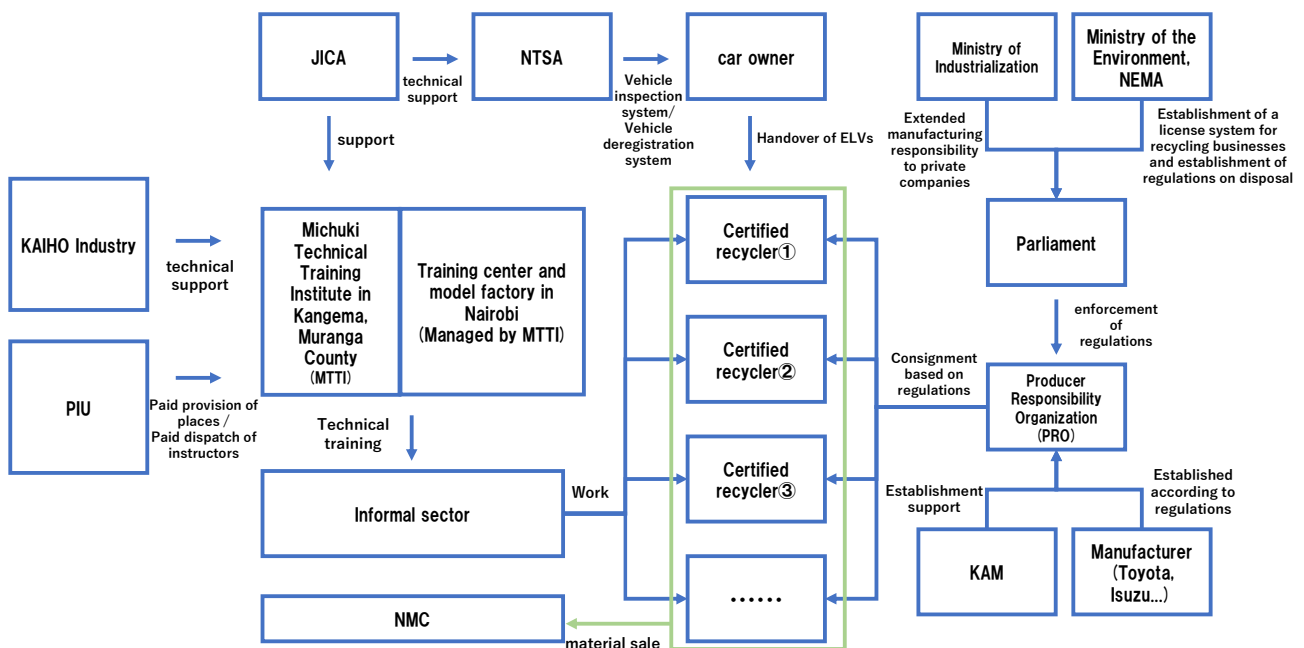 JICA
technical
support
NTSA
Vehicle
inspection
system/
Vehicle
deregistration
system
car owner
Ministry of
Industrialization
Ministry of the
Environment,
NEMA
support
Handover of ELVs
Extended
manufacturing
responsibility
to private
companies
Establishment of a
license system for
recycling businesses
and establishment of
regulations on disposal
KAIHO Industry
technical
support
Michuki
Technical
Training
Institute in
Kangema,
Muranga
County
(MTTI)
Training center and
model factory in
Nairobi
(Managed by MTTI)
Certified
recycler①
Parliament
enforcement
of
regulations
PIU
Paid provision of
places /
Paid dispatch of
instructors
Certified
recycler②
Consignment
based on
regulations
Producer
Responsibility
Organization
(PRO)
Technical
training
Certified
recycler③
Establishment
support
Established
according to
regulations
Informal sector
Work
KAM
Manufacturer
(Toyota,
Isuzu...)
……
NMC
material sale